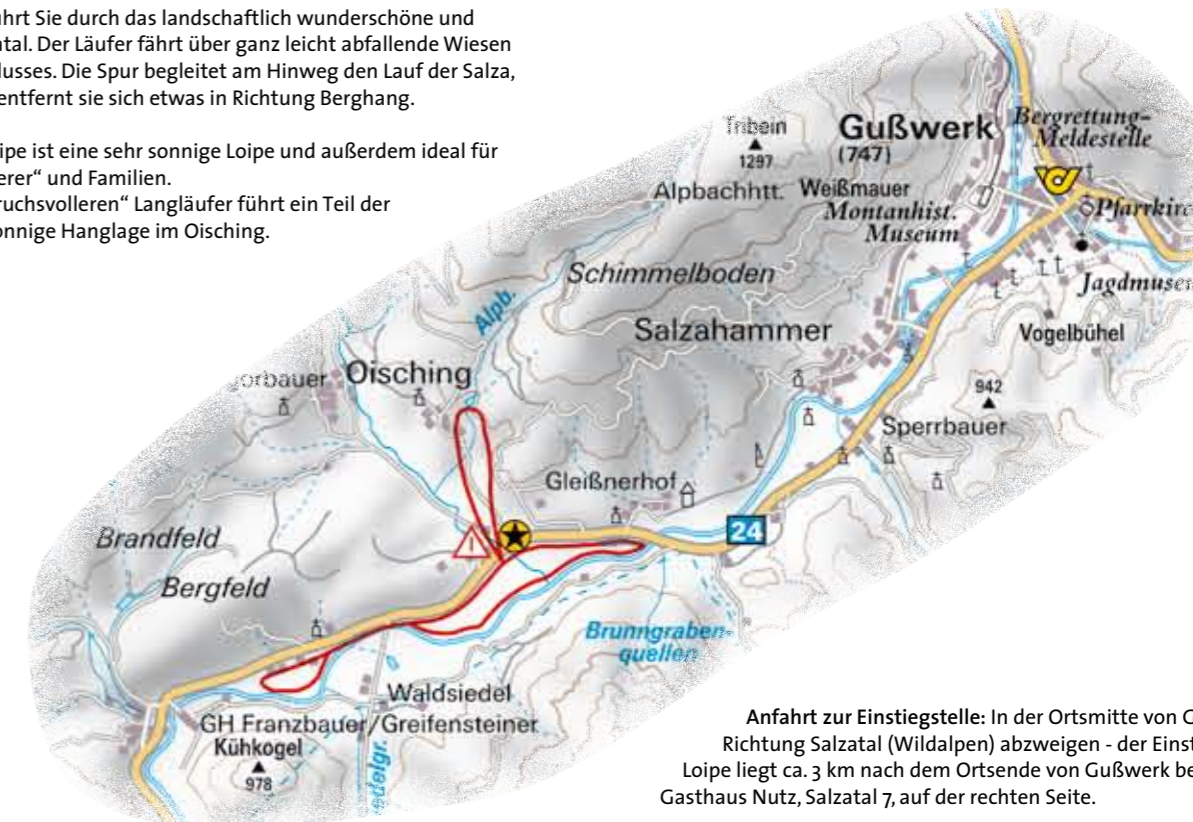 ührt Sie durch das landschaftlich wunderschöne und
tal. Der Läufer fährt über ganz leicht abfallende Wiesen
lusses. Die Spur begleitet am Hinweg den Lauf der Salza,
entfernt sie sich etwas in Richtung Berghang.
ipe ist eine sehr sonnige Loipe und außerdem ideal für
erer“ und Familien.
ruchsvolleren“ Langläufer führt ein Teil der
onnige Hanglage im Oisching.
Tribein
1297
Gußwerk
(747)
Bergrettung-
Meldestelle
Alpbachhtt.
Weißmauer
Montanhist.
Museum
Pfarrkirc
Jagdmuse
Schimmelboden
Alpb.
Salzahammer
Vogelbühel
orbauer
Oisching
942
Sperrbauer
Gleißnerhof
24
Brandfeld
Bergfeld
Brunngraben-
quellen
Waldsiedel
GH Franzbauer/Greifensteiner
Kühkogel
978
edelgr.
Anfahrt zur Einstiegstelle: In der Ortsmitte von G
Richtung Salzatal (Wildalpen) abzweigen - der Einst
Loipe liegt ca. 3 km nach dem Ortsende von Gußwerk be
Gasthaus Nutz, Salzatal 7, auf der rechten Seite.